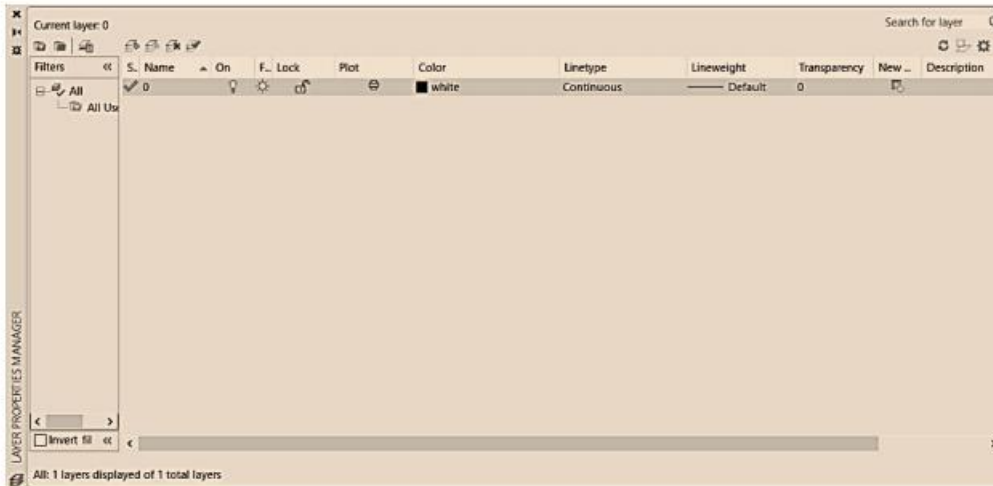 Current layer: 0
Search for layer
Filters
S.. Name On F... Lock Plot Color Linetype Lineweight Transparency New ... Description
All
0 white Continuous Default 0
All Use
Invert fil
All: 1 layers displayed of 1 total layers
LAYER PROPERTIES MANAGER